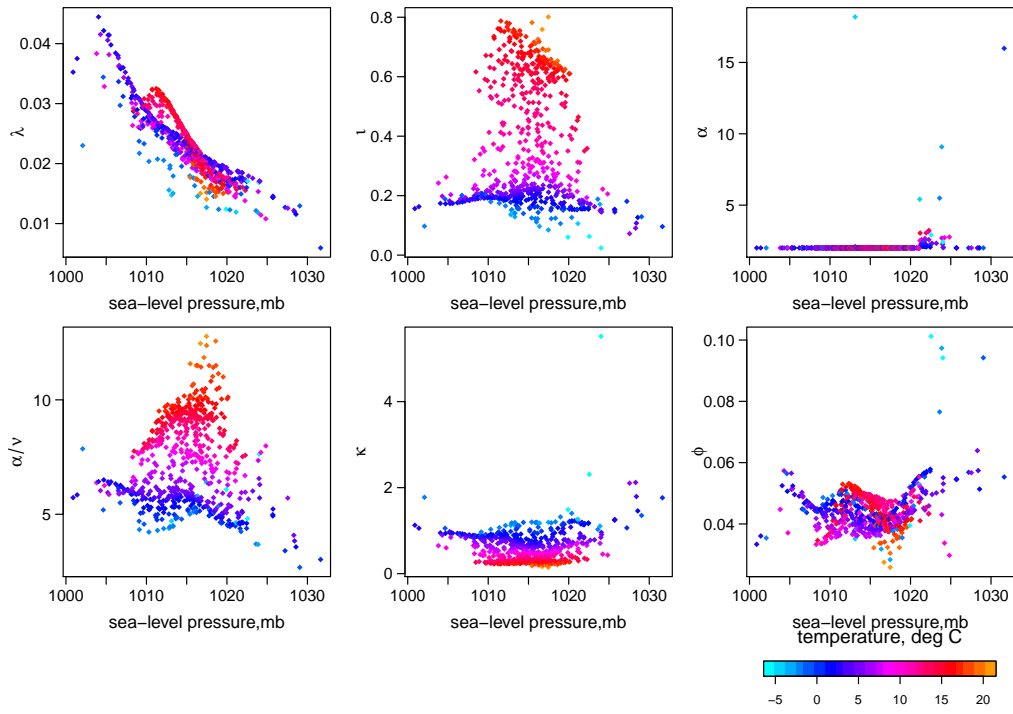 0.04
0.03
0.02
0.01
λ
1000 1010 1020 1030
sea−level pressure,mb
0.8
0.6
0.4
0.2
0.0
ι
1000 1010 1020 1030
sea−level pressure,mb
15
10
5
α
1000 1010 1020 1030
sea−level pressure,mb
10
5
α/ν
1000 1010 1020 1030
sea−level pressure,mb
4
2
0
κ
1000 1010 1020 1030
sea−level pressure,mb
0.10
0.08
0.06
0.04
ϕ
1000 1010 1020 1030
sea−level pressure,mb
temperature, deg C
−5 0 5 10 15 20